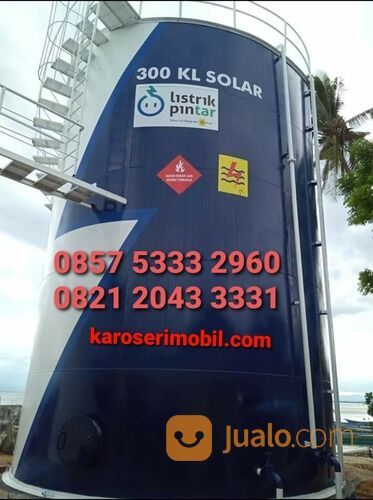 300 KL SOLAR
listrik
pintar
0857 5333 2960
0821 2043 3331
karoserimobil.com
jualo.com